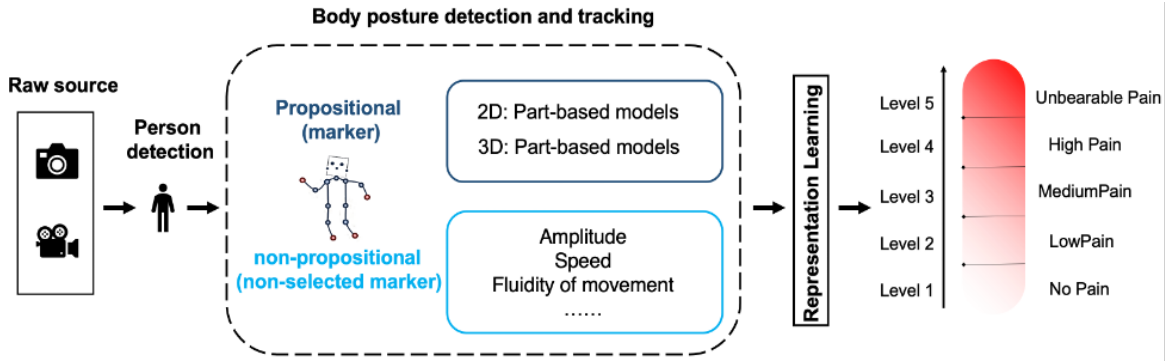 Body posture detection and tracking
Raw source
Person
detection
Propositional
(marker)
non-propositional
(non-selected marker)
2D: Part-based models
3D: Part-based models
Amplitude
Speed
Fluidity of movement
......
Representation Learning
Level 5
Unbearable Pain
Level 4
High Pain
Level 3
MediumPain
Level 2
LowPain
Level 1
No Pain